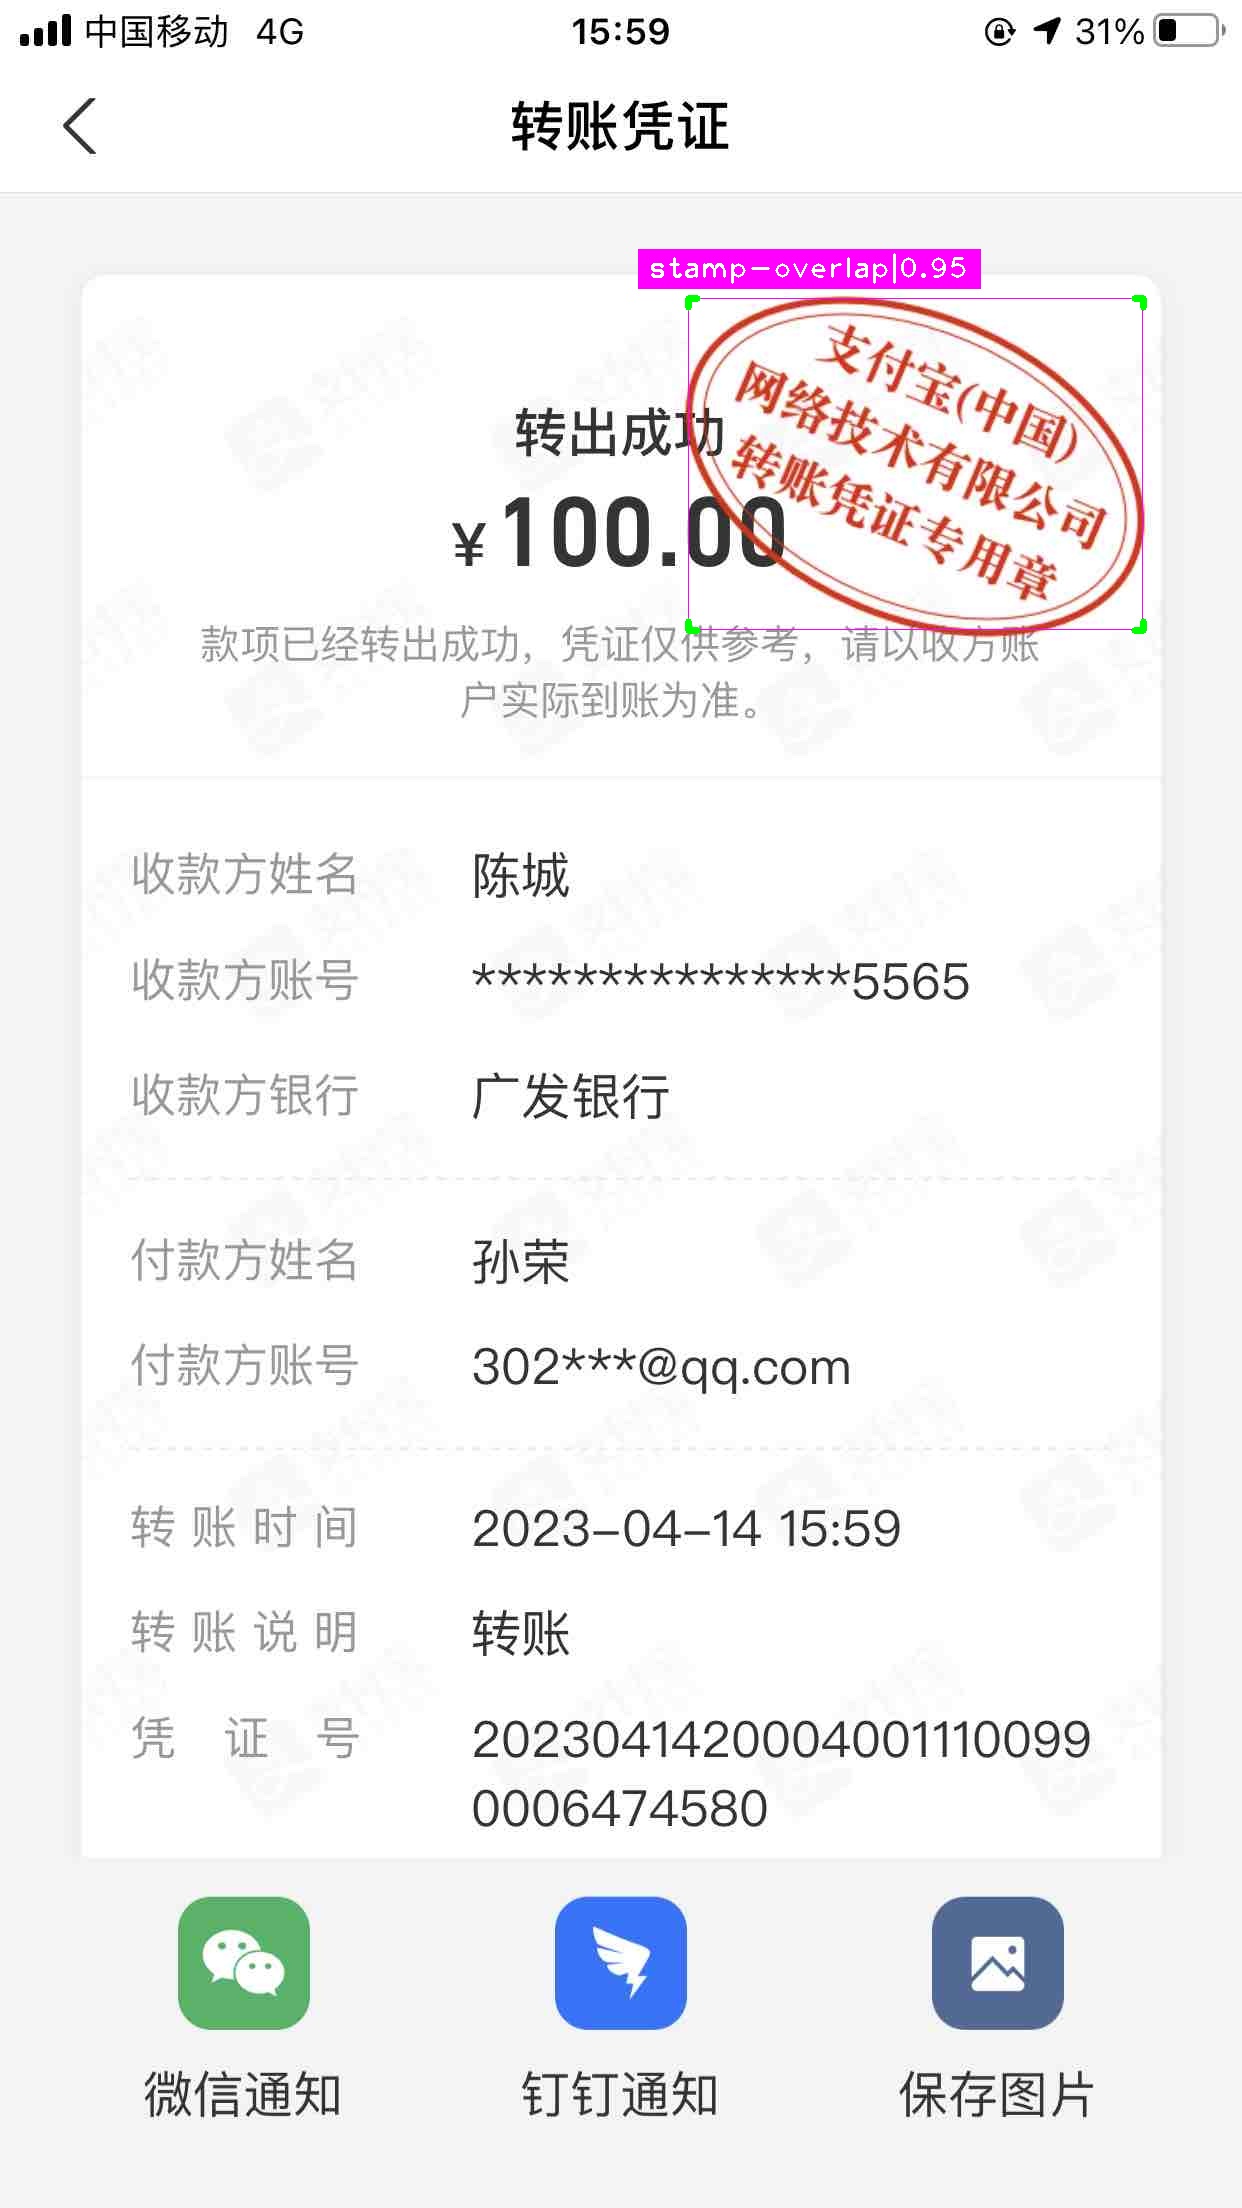 中国移动 4G 15:59 31%
转账凭证
stamp-overlap|0.95
支付宝(中国)
网络技术有限公司
转账凭证专用章
转出成功
¥100.00
款项已经转出成功，凭证仅供参考，请以收方账
户实际到账为准。
收款方姓名 陈城
收款方账号 ***************5565
收款方银行 广发银行
付款方姓名 孙荣
付款方账号 302***@qq.com
转账时间 2023-04-14 15:59
转账说明 转账
凭证号 2023041420004001110099
0006474580
微信通知 钉钉通知 保存图片